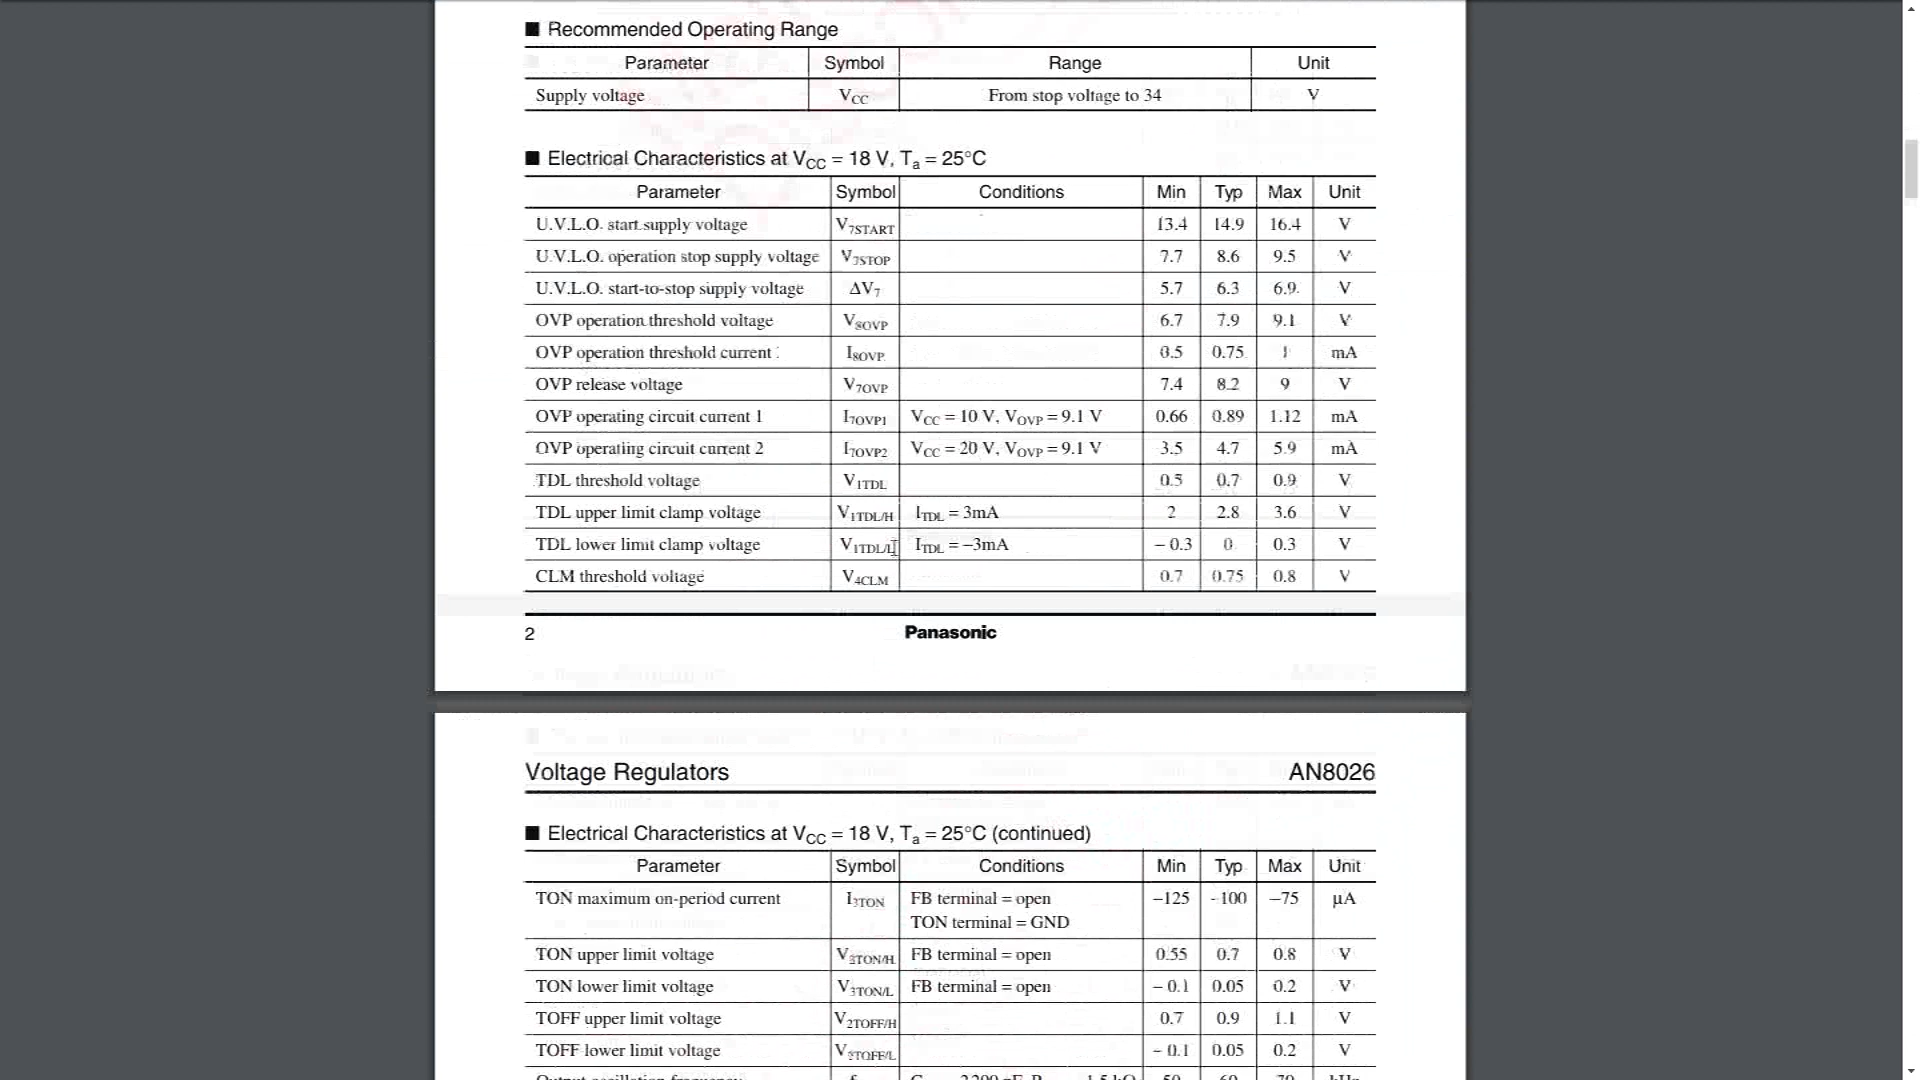 ■ Recommended Operating Range
Parameter Symbol Range Unit
Supply voltage VCC From stop voltage to 34 V
■ Electrical Characteristics at VCC = 18 V, Ta = 25°C
Parameter Symbol Conditions Min Typ Max Unit
U.V.L.O. start supply voltage V7START 13.4 14.9 16.4 V
U.V.L.O. operation stop supply voltage V7STOP 7.7 8.6 9.5 V
U.V.L.O. start-to-stop supply voltage ΔV7 5.7 6.3 6.9 V
OVP operation threshold voltage V8OVP 6.7 7.9 9.1 V
OVP operation threshold current I8OVP 0.5 0.75 1 mA
OVP release voltage V7OVP 7.4 8.2 9 V
OVP operating circuit current 1 I7OVP1 VCC = 10 V, VOVP = 9.1 V 0.66 0.89 1.12 mA
OVP operating circuit current 2 I7OVP2 VCC = 20 V, VOVP = 9.1 V 3.5 4.7 5.9 mA
TDL threshold voltage V1TDL 0.5 0.7 0.9 V
TDL upper limit clamp voltage V1TDL/H ITDL = 3mA 2 2.8 3.6 V
TDL lower limit clamp voltage V1TDL/L ITDL = −3mA − 0.3 0 0.3 V
CLM threshold voltage V4CLM 0.7 0.75 0.8 V
2 Panasonic
Voltage Regulators AN8026
■ Electrical Characteristics at VCC = 18 V, Ta = 25°C (continued)
Parameter Symbol Conditions Min Typ Max Unit
TON maximum on-period current I3TON FB terminal = open −125 −100 −75 µA
TON terminal = GND
TON upper limit voltage V3TON/H FB terminal = open 0.55 0.7 0.8 V
TON lower limit voltage V3TON/L FB terminal = open − 0.1 0.05 0.2 V
TOFF upper limit voltage V2TOFF/H 0.7 0.9 1.1 V
TOFF lower limit voltage V2TOFF/L − 0.1 0.05 0.2 V